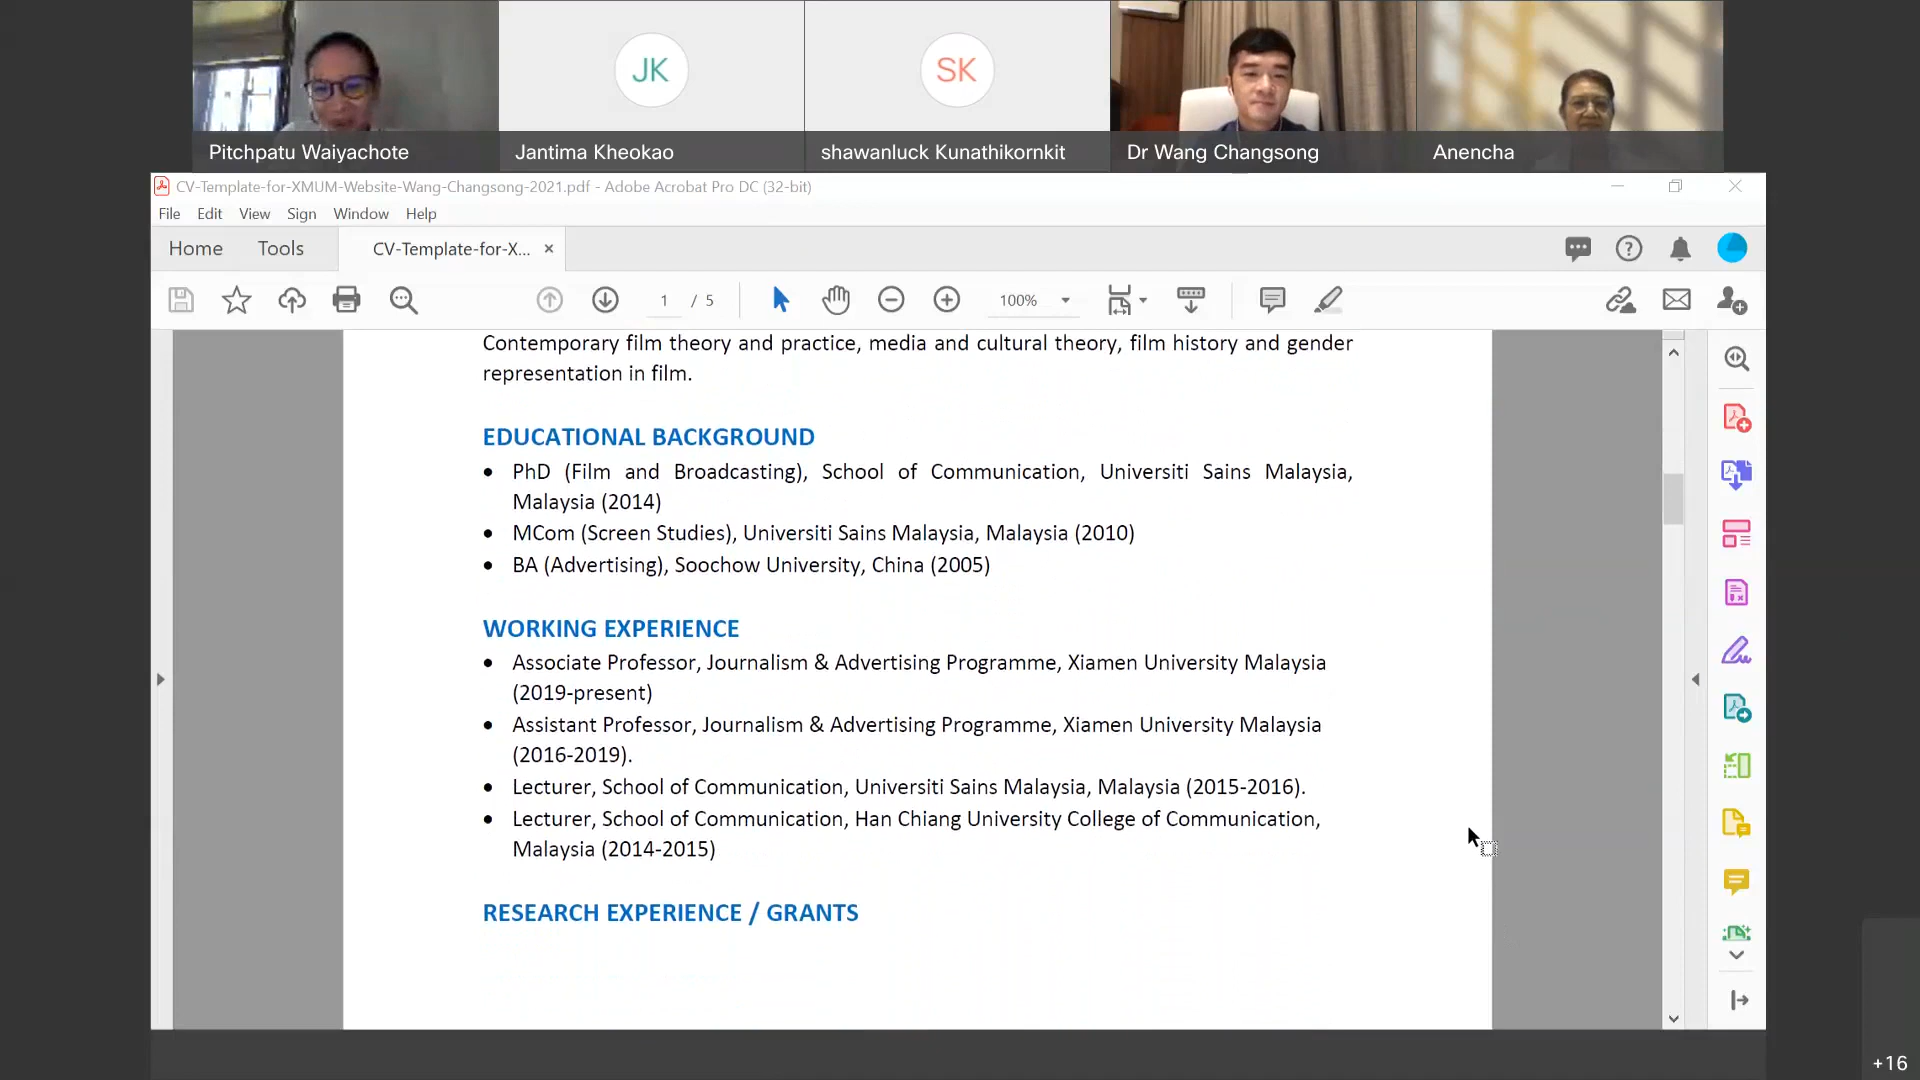 JK
SK
Pitchpatu Waiyachote
Jantima Kheokao
shawanluck Kunathikornkit
Dr Wang Changsong
Anencha
CV-Template-for-XMUM-Website-Wang-Changsong-2021.pdf - Adobe Acrobat Pro DC (32-bit)
File Edit View Sign Window Help
Home Tools CV-Template-for-X... ×
1 / 5 100%
Contemporary film theory and practice, media and cultural theory, film history and gender
representation in film.
EDUCATIONAL BACKGROUND
• PhD (Film and Broadcasting), School of Communication, Universiti Sains Malaysia,
Malaysia (2014)
• MCom (Screen Studies), Universiti Sains Malaysia, Malaysia (2010)
• BA (Advertising), Soochow University, China (2005)
WORKING EXPERIENCE
• Associate Professor, Journalism & Advertising Programme, Xiamen University Malaysia
(2019-present)
• Assistant Professor, Journalism & Advertising Programme, Xiamen University Malaysia
(2016-2019).
• Lecturer, School of Communication, Universiti Sains Malaysia, Malaysia (2015-2016).
• Lecturer, School of Communication, Han Chiang University College of Communication,
Malaysia (2014-2015)
RESEARCH EXPERIENCE / GRANTS
+16